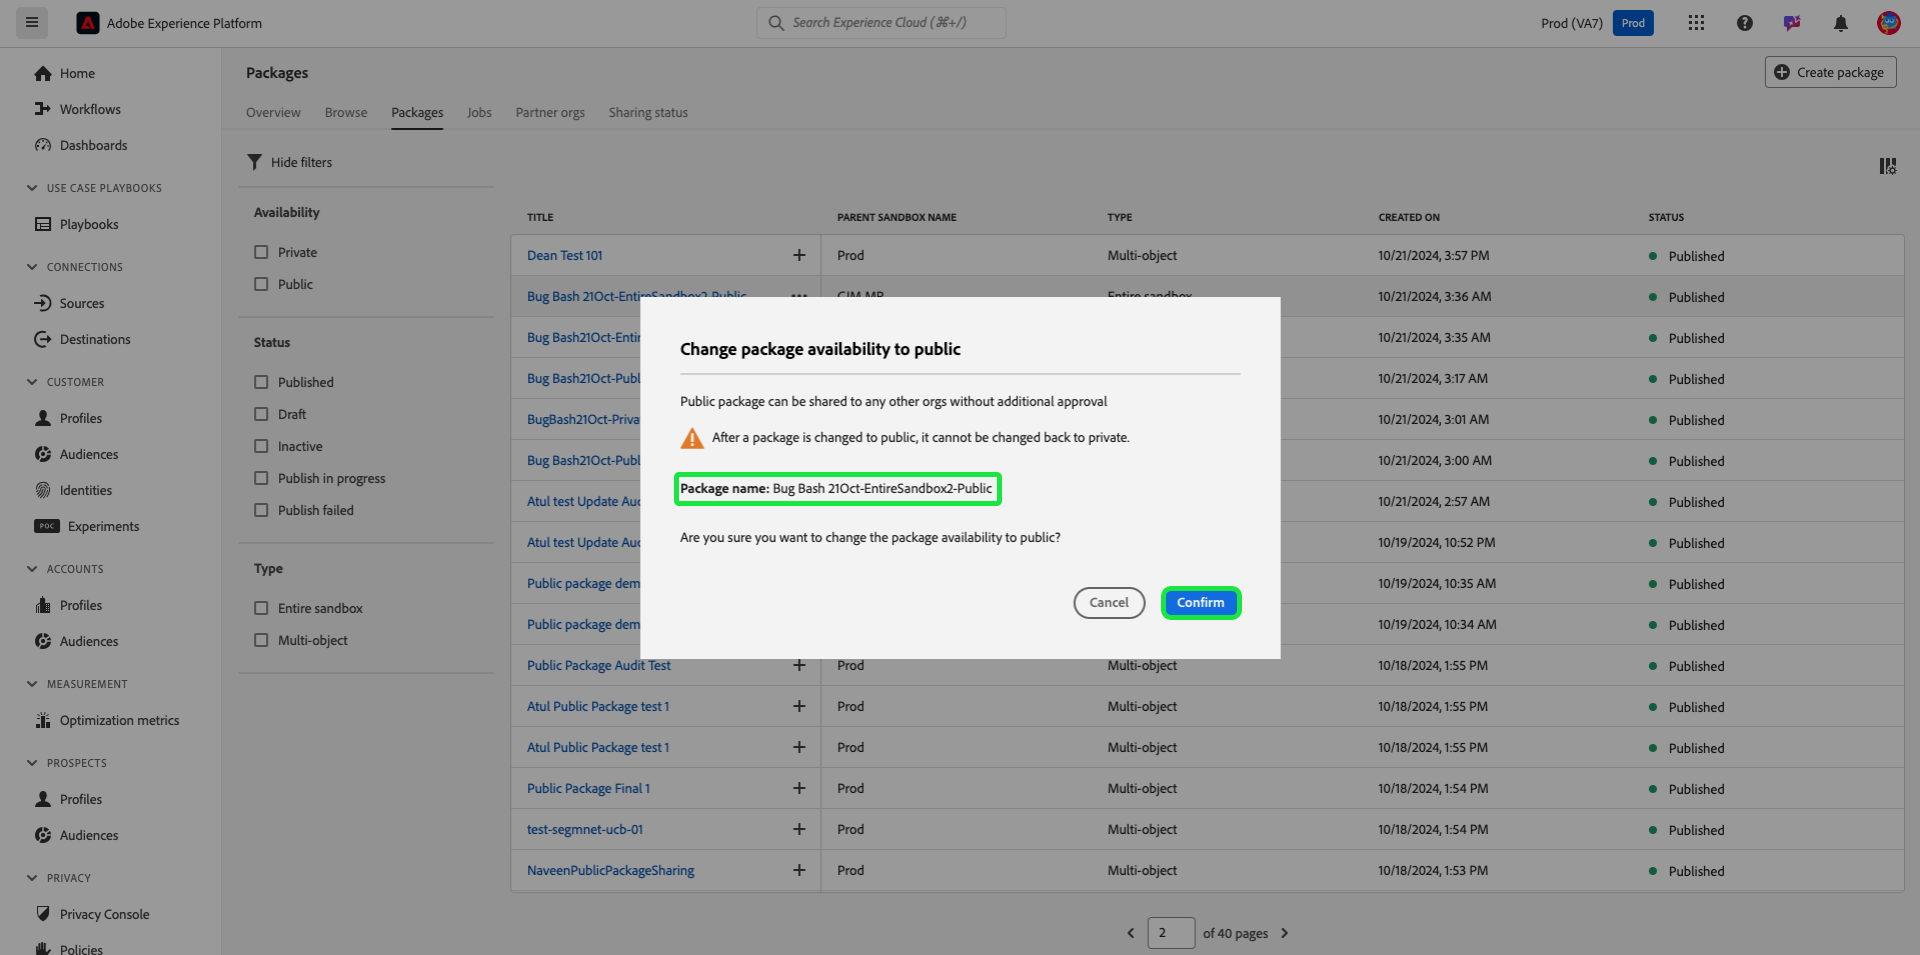 Adobe Experience Platform
Search Experience Cloud (⌘+/)
Prod (VA7)
Prod
Home
Workflows
Dashboards
USE CASE PLAYBOOKS
Playbooks
CONNECTIONS
Sources
Destinations
CUSTOMER
Profiles
Audiences
Identities
POC Experiments
ACCOUNTS
Profiles
Audiences
MEASUREMENT
Optimization metrics
PROSPECTS
Profiles
Audiences
PRIVACY
Privacy Console
Policies
Packages
Create package
Overview Browse Packages Jobs Partner orgs Sharing status
Hide filters
Availability
Private
Public
Status
Published
Draft
Inactive
Publish in progress
Publish failed
Type
Entire sandbox
Multi-object
TITLE PARENT SANDBOX NAME TYPE CREATED ON STATUS
Dean Test 101 + Prod Multi-object 10/21/2024, 3:57 PM Published
Bug Bash 21Oct-EntireSandbox2-Public CJM MR Entire sandbox 10/21/2024, 3:36 AM Published
Bug Bash21Oct-Entir 10/21/2024, 3:35 AM Published
Bug Bash21Oct-Publ 10/21/2024, 3:17 AM Published
BugBash21Oct-Priva 10/21/2024, 3:01 AM Published
Bug Bash21Oct-Publ 10/21/2024, 3:00 AM Published
Atul test Update Auc 10/21/2024, 2:57 AM Published
Atul test Update Auc 10/19/2024, 10:52 PM Published
Public package dem 10/19/2024, 10:35 AM Published
Public package dem 10/19/2024, 10:34 AM Published
Public Package Audit Test + Prod Multi-object 10/18/2024, 1:55 PM Published
Atul Public Package test 1 + Prod Multi-object 10/18/2024, 1:55 PM Published
Atul Public Package test 1 + Prod Multi-object 10/18/2024, 1:55 PM Published
Public Package Final 1 + Prod Multi-object 10/18/2024, 1:54 PM Published
test-segmnet-ucb-01 + Prod Multi-object 10/18/2024, 1:54 PM Published
NaveenPublicPackageSharing + Prod Multi-object 10/18/2024, 1:53 PM Published
2 of 40 pages
Change package availability to public
Public package can be shared to any other orgs without additional approval
After a package is changed to public, it cannot be changed back to private.
Package name: Bug Bash 21Oct-EntireSandbox2-Public
Are you sure you want to change the package availability to public?
Cancel Confirm